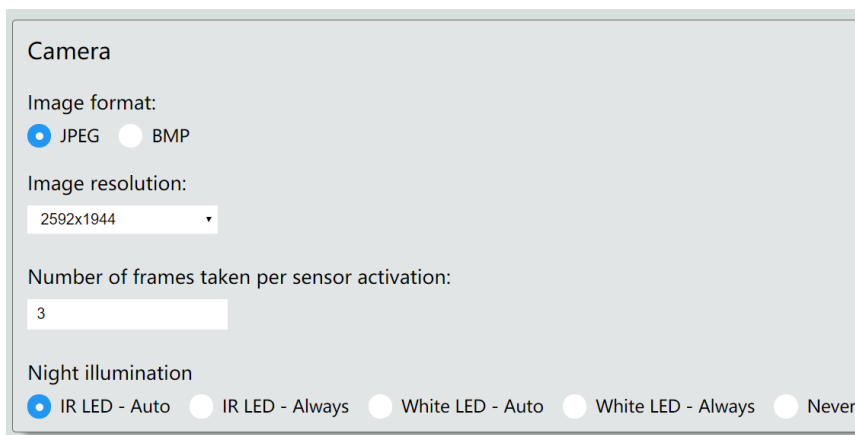 Camera
Image format:
JPEG BMP
Image resolution:
2592x1944
Number of frames taken per sensor activation:
3
Night illumination
IR LED - Auto IR LED - Always White LED - Auto White LED - Always Never